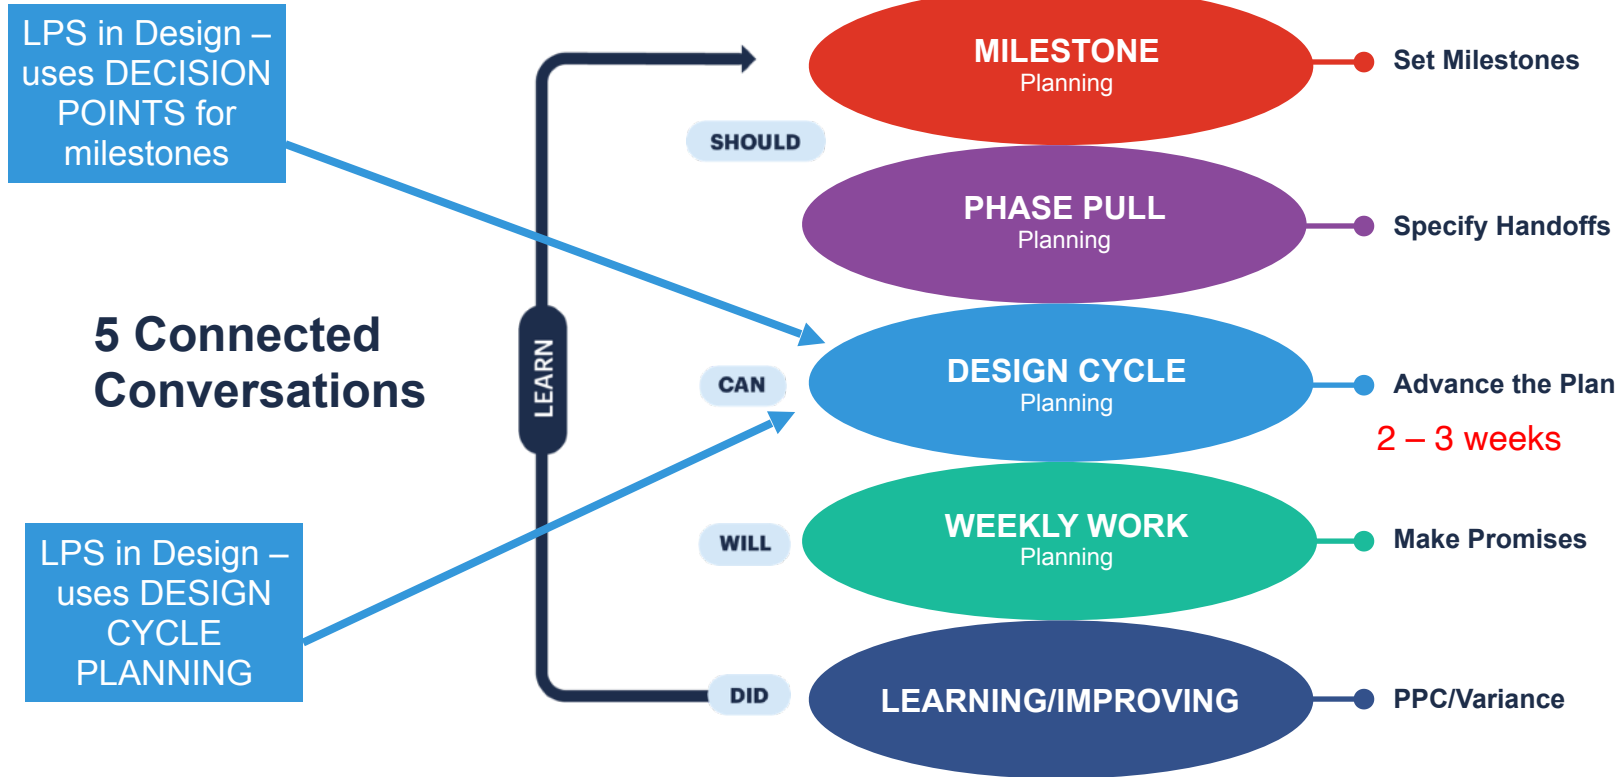 LPS in Design –
uses DECISION
POINTS for
milestones
5 Connected
Conversations
LPS in Design –
uses DESIGN
CYCLE
PLANNING
LEARN
SHOULD
CAN
WILL
DID
MILESTONE
Planning
Set Milestones
PHASE PULL
Planning
Specify Handoffs
DESIGN CYCLE
Planning
Advance the Plan
2 – 3 weeks
WEEKLY WORK
Planning
Make Promises
LEARNING/IMPROVING
PPC/Variance